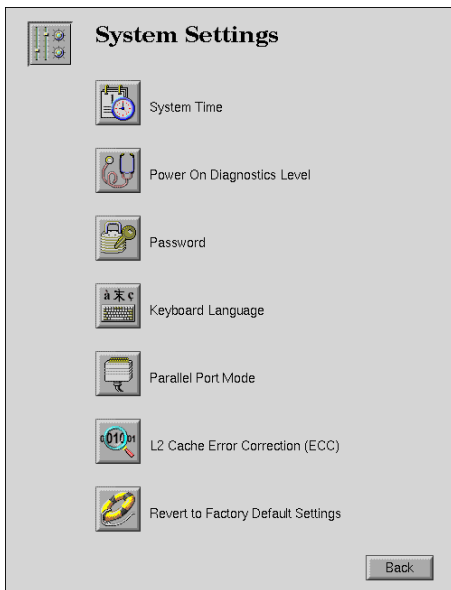 System Settings
System Time
Power On Diagnostics Level
Password
à 末 ç
Keyboard Language
Parallel Port Mode
010 01
L2 Cache Error Correction (ECC)
Revert to Factory Default Settings
Back